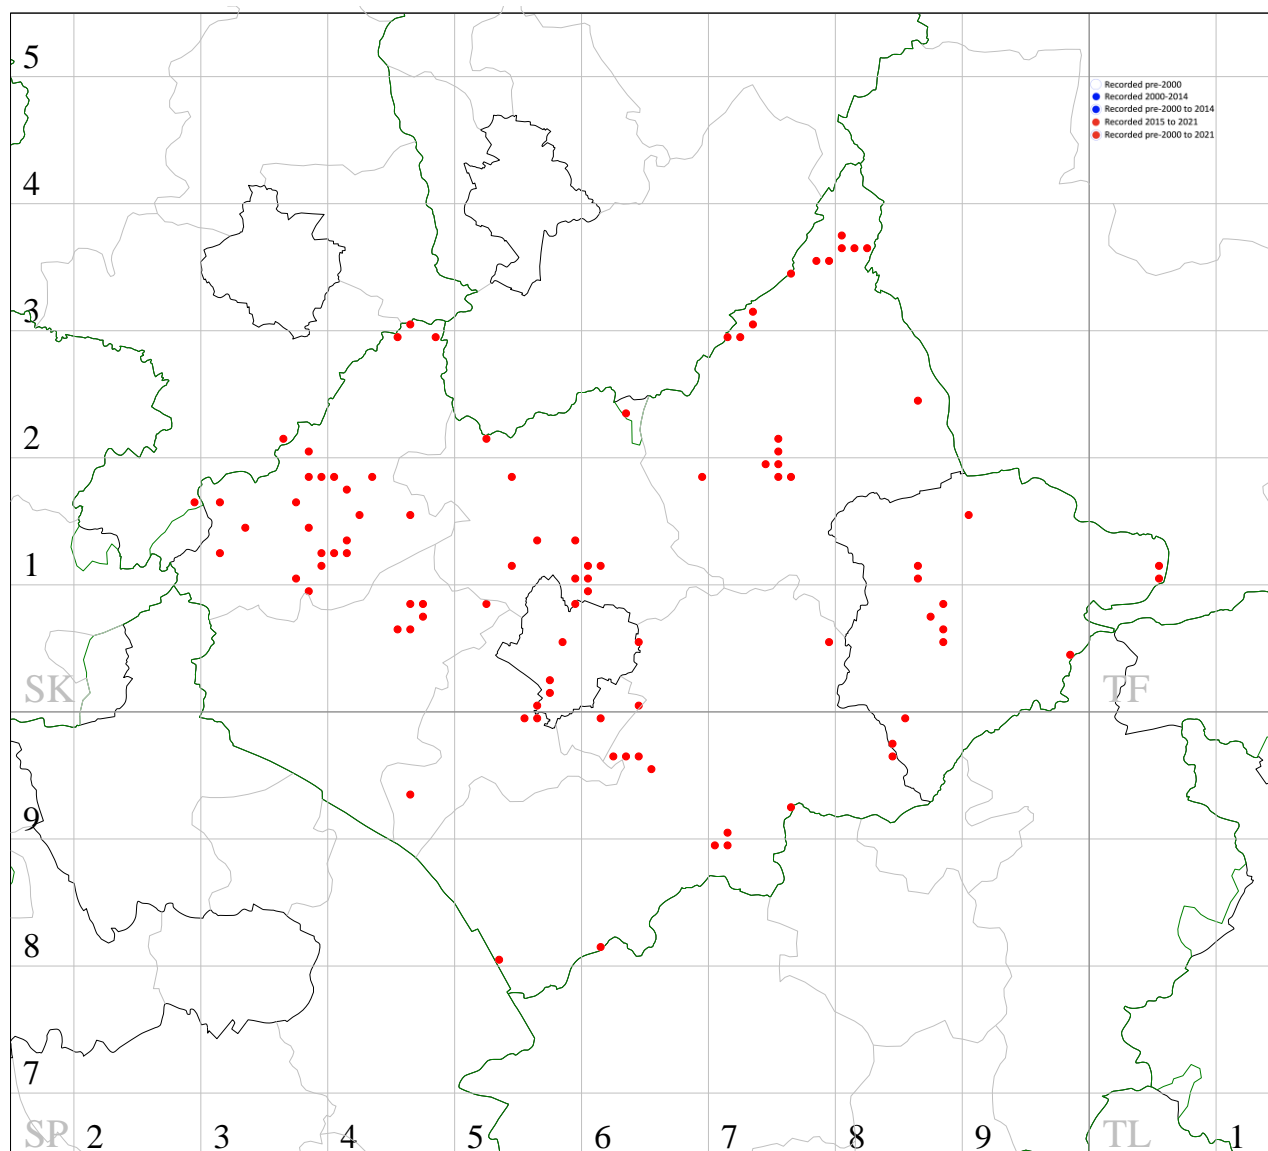 5
Recorded pre-2000
Recorded 2000-2014
Recorded pre-2000 to 2014
Recorded 2015 to 2021
Recorded pre-2000 to 2021
4
3
2
1
SK
TF
9
8
7
SP 2 3 4 5 6 7 8 9 TL 1